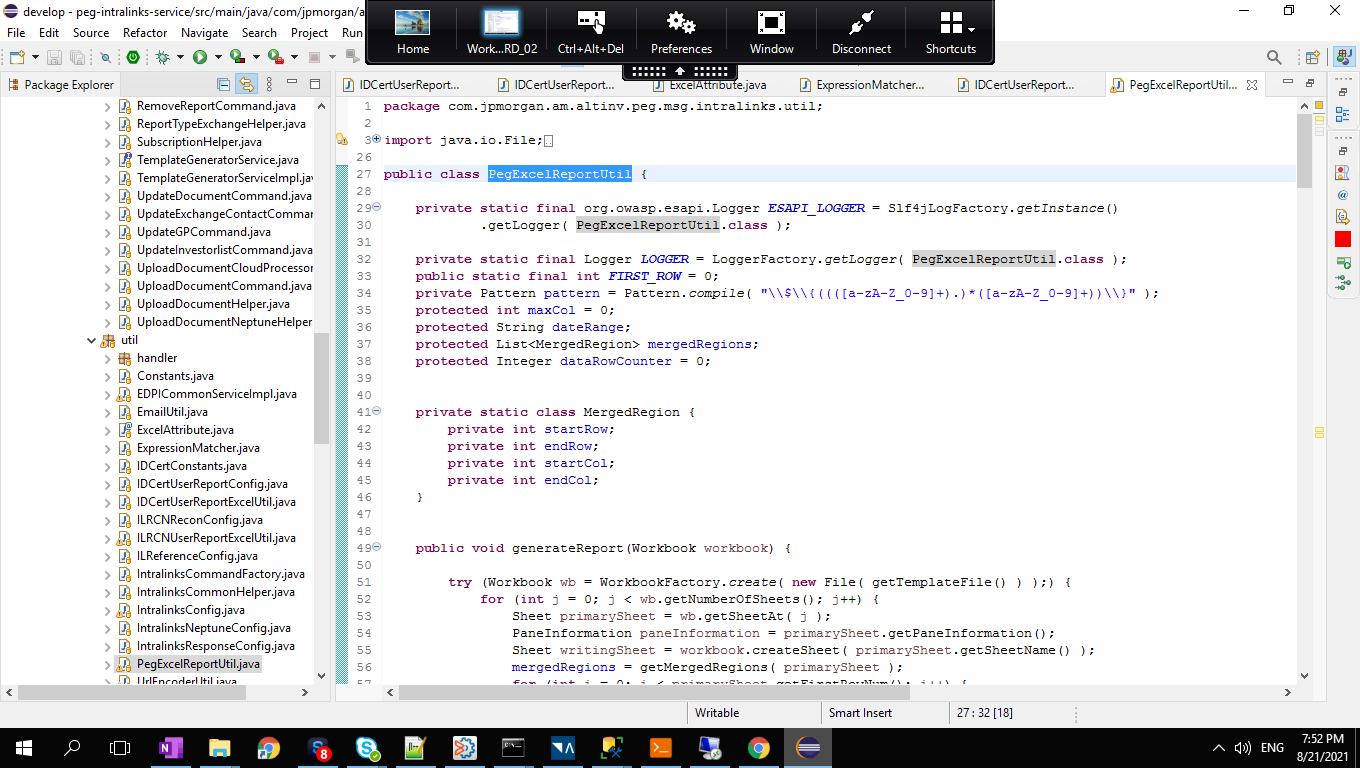 develop - peg-intralinks-service/src/main/java/com/jpmorgan/a
File Edit Source Refactor Navigate Search Project Run
Home
Work...RD_02
Ctrl+Alt+Del
Preferences
Window
Disconnect
Shortcuts
Package Explorer
IDCertUserReport...
IDCertUserReport...
ExcelAttribute.java
ExpressionMatcher...
IDCertUserReport...
PegExcelReportUtil...
RemoveReportCommand.java
ReportTypeExchangeHelper.java
SubscriptionHelper.java
TemplateGeneratorService.java
TemplateGeneratorServiceImpl.jav
UpdateDocumentCommand.java
UpdateExchangeContactComman
UpdateGPCommand.java
UpdateInvestorlistCommand.java
UploadDocumentCloudProcessor
UploadDocumentCommand.java
UploadDocumentHelper.java
UploadDocumentNeptuneHelper
util
handler
Constants.java
EDPICommonServiceImpl.java
EmailUtil.java
ExcelAttribute.java
ExpressionMatcher.java
IDCertConstants.java
IDCertUserReportConfig.java
IDCertUserReportExcelUtil.java
ILRCNReconConfig.java
ILRCNUserReportExcelUtil.java
ILReferenceConfig.java
IntralinksCommandFactory.java
IntralinksCommonHelper.java
IntralinksConfig.java
IntralinksNeptuneConfig.java
IntralinksResponseConfig.java
PegExcelReportUtil.java
UrlEncoderUtil.java
1 package com.jpmorgan.am.altinv.peg.msg.intralinks.util;
2
3 import java.io.File;
26
27 public class PegExcelReportUtil {
28
29 private static final org.owasp.esapi.Logger ESAPI_LOGGER = Slf4jLogFactory.getInstance()
30 .getLogger( PegExcelReportUtil.class );
31
32 private static final Logger LOGGER = LoggerFactory.getLogger( PegExcelReportUtil.class );
33 public static final int FIRST_ROW = 0;
34 private Pattern pattern = Pattern.compile( "\\$\\{((([a-zA-Z_0-9]+).)*([a-zA-Z_0-9]+))\\}" );
35 protected int maxCol = 0;
36 protected String dateRange;
37 protected List<MergedRegion> mergedRegions;
38 protected Integer dataRowCounter = 0;
39
40
41 private static class MergedRegion {
42 private int startRow;
43 private int endRow;
44 private int startCol;
45 private int endCol;
46 }
47
48
49 public void generateReport(Workbook workbook) {
50
51 try (Workbook wb = WorkbookFactory.create( new File( getTemplateFile() ) );) {
52 for (int j = 0; j < wb.getNumberOfSheets(); j++) {
53 Sheet primarySheet = wb.getSheetAt( j );
54 PaneInformation paneInformation = primarySheet.getPaneInformation();
55 Sheet writingSheet = workbook.createSheet( primarySheet.getSheetName() );
56 mergedRegions = getMergedRegions( primarySheet );
57 for (int i = 0; i < primarySheet.getFirstRowNum(); i++) {
Writable
Smart Insert
27 : 32 [18]
8
ENG
7:52 PM
8/21/2021